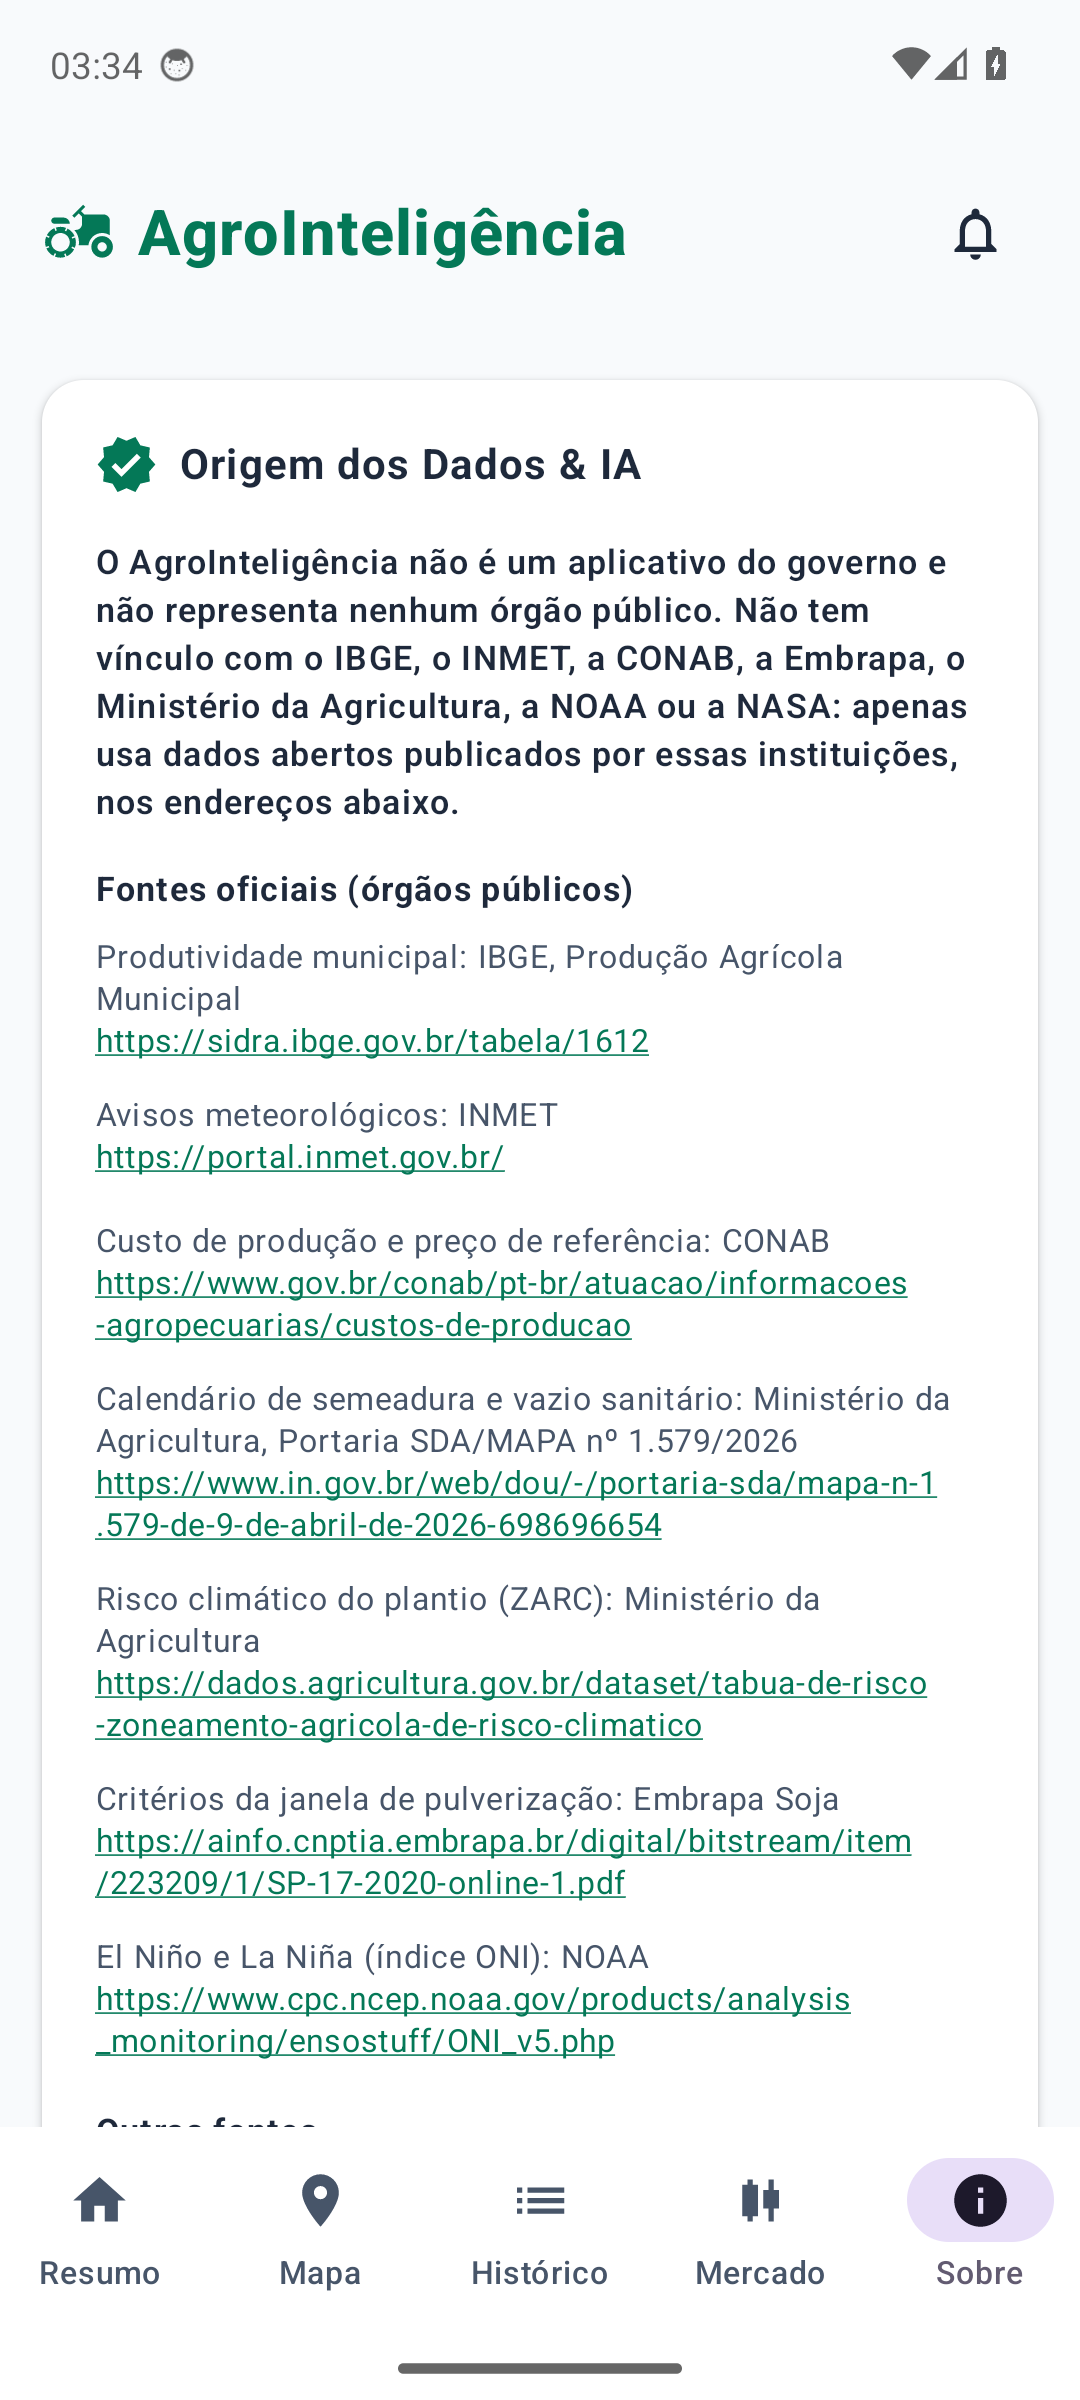 03:34
AgroInteligência
Origem dos Dados & IA
O AgroInteligência não é um aplicativo do governo e
não representa nenhum órgão público. Não tem
vínculo com o IBGE, o INMET, a CONAB, a Embrapa, o
Ministério da Agricultura, a NOAA ou a NASA: apenas
usa dados abertos publicados por essas instituições,
nos endereços abaixo.
Fontes oficiais (órgãos públicos)
Produtividade municipal: IBGE, Produção Agrícola
Municipal
https://sidra.ibge.gov.br/tabela/1612
Avisos meteorológicos: INMET
https://portal.inmet.gov.br/
Custo de produção e preço de referência: CONAB
https://www.gov.br/conab/pt-br/atuacao/informacoes
-agropecuarias/custos-de-producao
Calendário de semeadura e vazio sanitário: Ministério da
Agricultura, Portaria SDA/MAPA nº 1.579/2026
https://www.in.gov.br/web/dou/-/portaria-sda/mapa-n-1
.579-de-9-de-abril-de-2026-698696654
Risco climático do plantio (ZARC): Ministério da
Agricultura
https://dados.agricultura.gov.br/dataset/tabua-de-risco
-zoneamento-agricola-de-risco-climatico
Critérios da janela de pulverização: Embrapa Soja
https://ainfo.cnptia.embrapa.br/digital/bitstream/item
/223209/1/SP-17-2020-online-1.pdf
El Niño e La Niña (índice ONI): NOAA
https://www.cpc.ncep.noaa.gov/products/analysis
_monitoring/ensostuff/ONI_v5.php
Outras fontes
Resumo
Mapa
Histórico
Mercado
Sobre